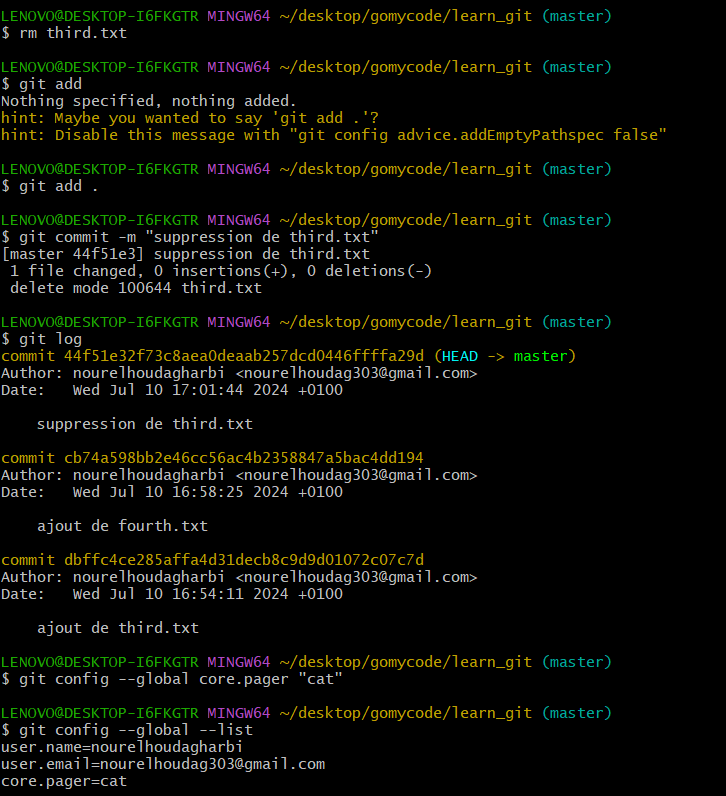 LENOVO@DESKTOP-I6FKGTR MINGW64 ~/desktop/gomycode/learn_git (master)
$ rm third.txt
LENOVO@DESKTOP-I6FKGTR MINGW64 ~/desktop/gomycode/learn_git (master)
$ git add
Nothing specified, nothing added.
hint: Maybe you wanted to say 'git add .'?
hint: Disable this message with "git config advice.addEmptyPathspec false"
LENOVO@DESKTOP-I6FKGTR MINGW64 ~/desktop/gomycode/learn_git (master)
$ git add .
LENOVO@DESKTOP-I6FKGTR MINGW64 ~/desktop/gomycode/learn_git (master)
$ git commit -m "suppression de third.txt"
[master 44f51e3] suppression de third.txt
 1 file changed, 0 insertions(+), 0 deletions(-)
 delete mode 100644 third.txt
LENOVO@DESKTOP-I6FKGTR MINGW64 ~/desktop/gomycode/learn_git (master)
$ git log
commit 44f51e32f73c8aea0deaab257dcd0446ffffa29d (HEAD -> master)
Author: nourelhoudagharbi <nourelhoudag303@gmail.com>
Date:   Wed Jul 10 17:01:44 2024 +0100
    suppression de third.txt
commit cb74a598bb2e46cc56ac4b2358847a5bac4dd194
Author: nourelhoudagharbi <nourelhoudag303@gmail.com>
Date:   Wed Jul 10 16:58:25 2024 +0100
    ajout de fourth.txt
commit dbffc4ce285affa4d31decb8c9d9d01072c07c7d
Author: nourelhoudagharbi <nourelhoudag303@gmail.com>
Date:   Wed Jul 10 16:54:11 2024 +0100
    ajout de third.txt
LENOVO@DESKTOP-I6FKGTR MINGW64 ~/desktop/gomycode/learn_git (master)
$ git config --global core.pager "cat"
LENOVO@DESKTOP-I6FKGTR MINGW64 ~/desktop/gomycode/learn_git (master)
$ git config --global --list
user.name=nourelhoudagharbi
user.email=nourelhoudag303@gmail.com
core.pager=cat